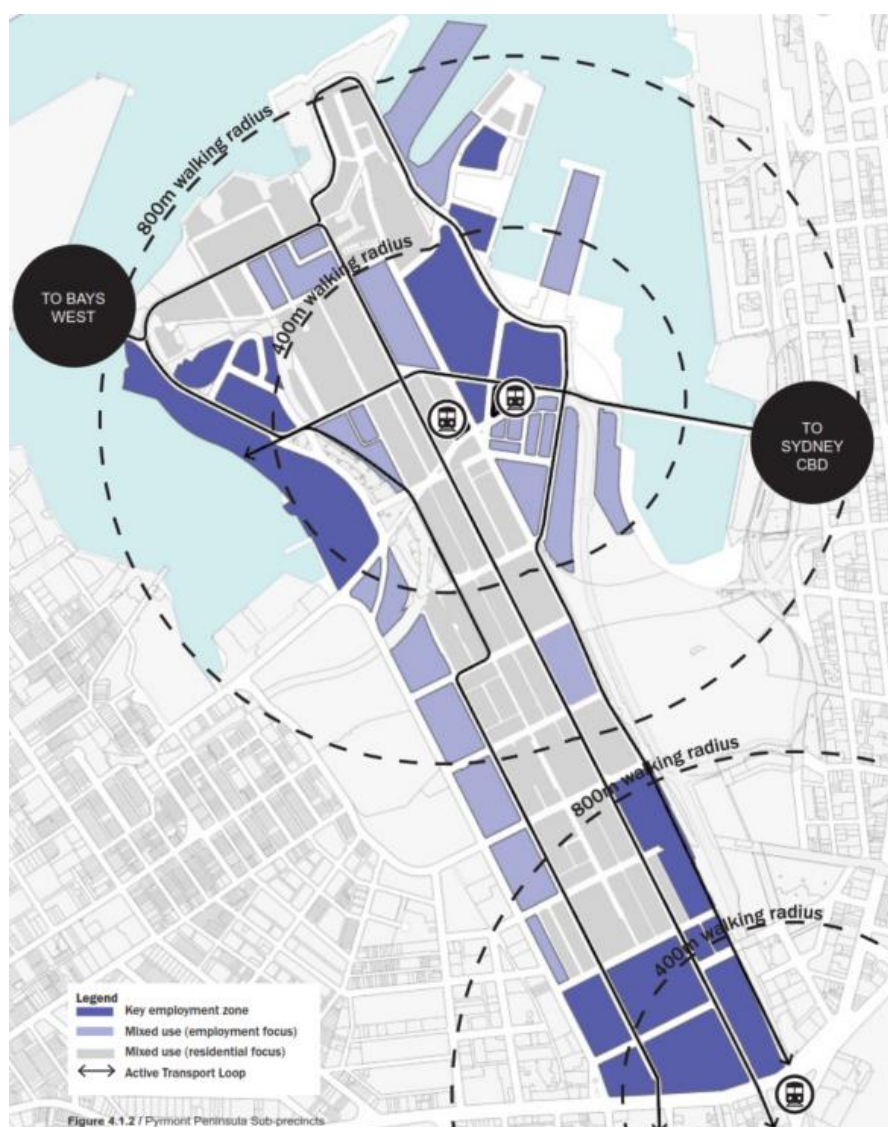 800m walking radius
400m walking radius
TO BAYS
WEST
TO
SYDNEY
CBD
800m walking radius
400m walking radius
Legend
Key employment zone
Mixed use (employment focus)
Mixed use (residential focus)
Active Transport Loop
Figure 4.1.2 / Pyrmont Peninsula Sub-precincts